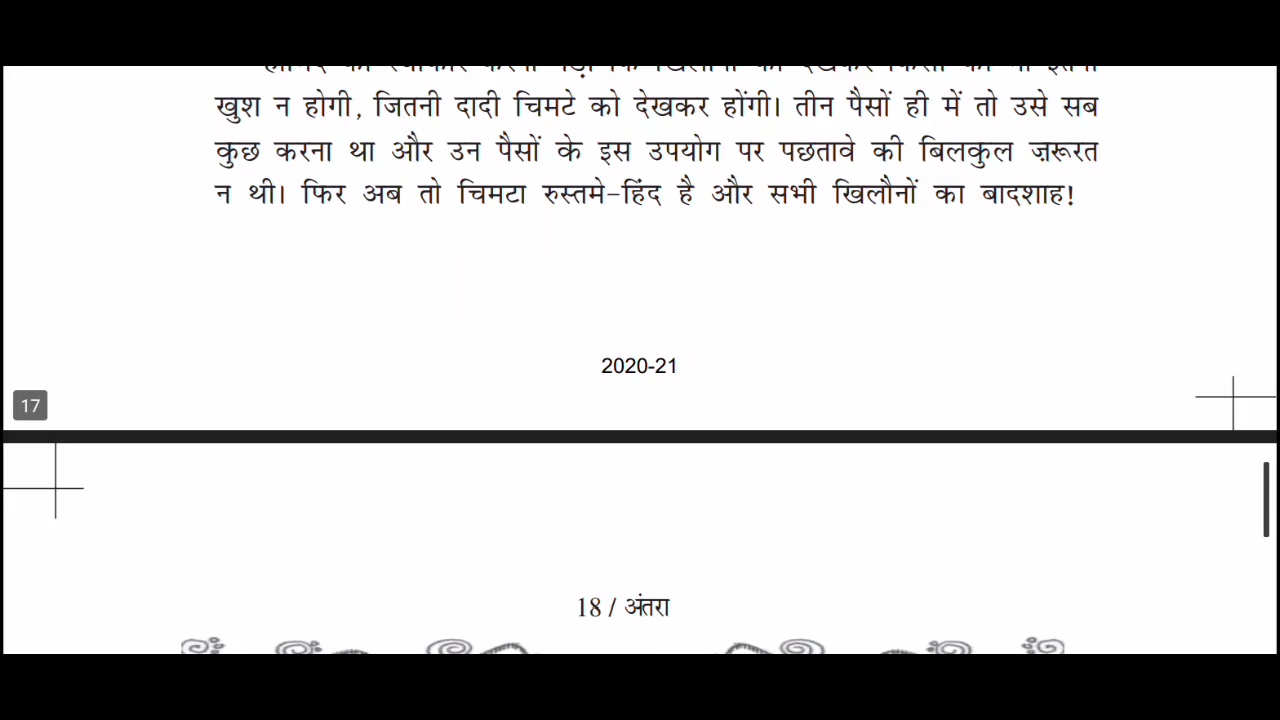 खुश न होगी, जितनी दादी चिमटे को देखकर होंगी। तीन पैसों ही में तो उसे सब
कुछ करना था और उन पैसों के इस उपयोग पर पछतावे की बिलकुल ज़रूरत
न थी। फिर अब तो चिमटा रुस्तमे-हिंद है और सभी खिलौनों का बादशाह!
2020-21
17
18 / अंतरा